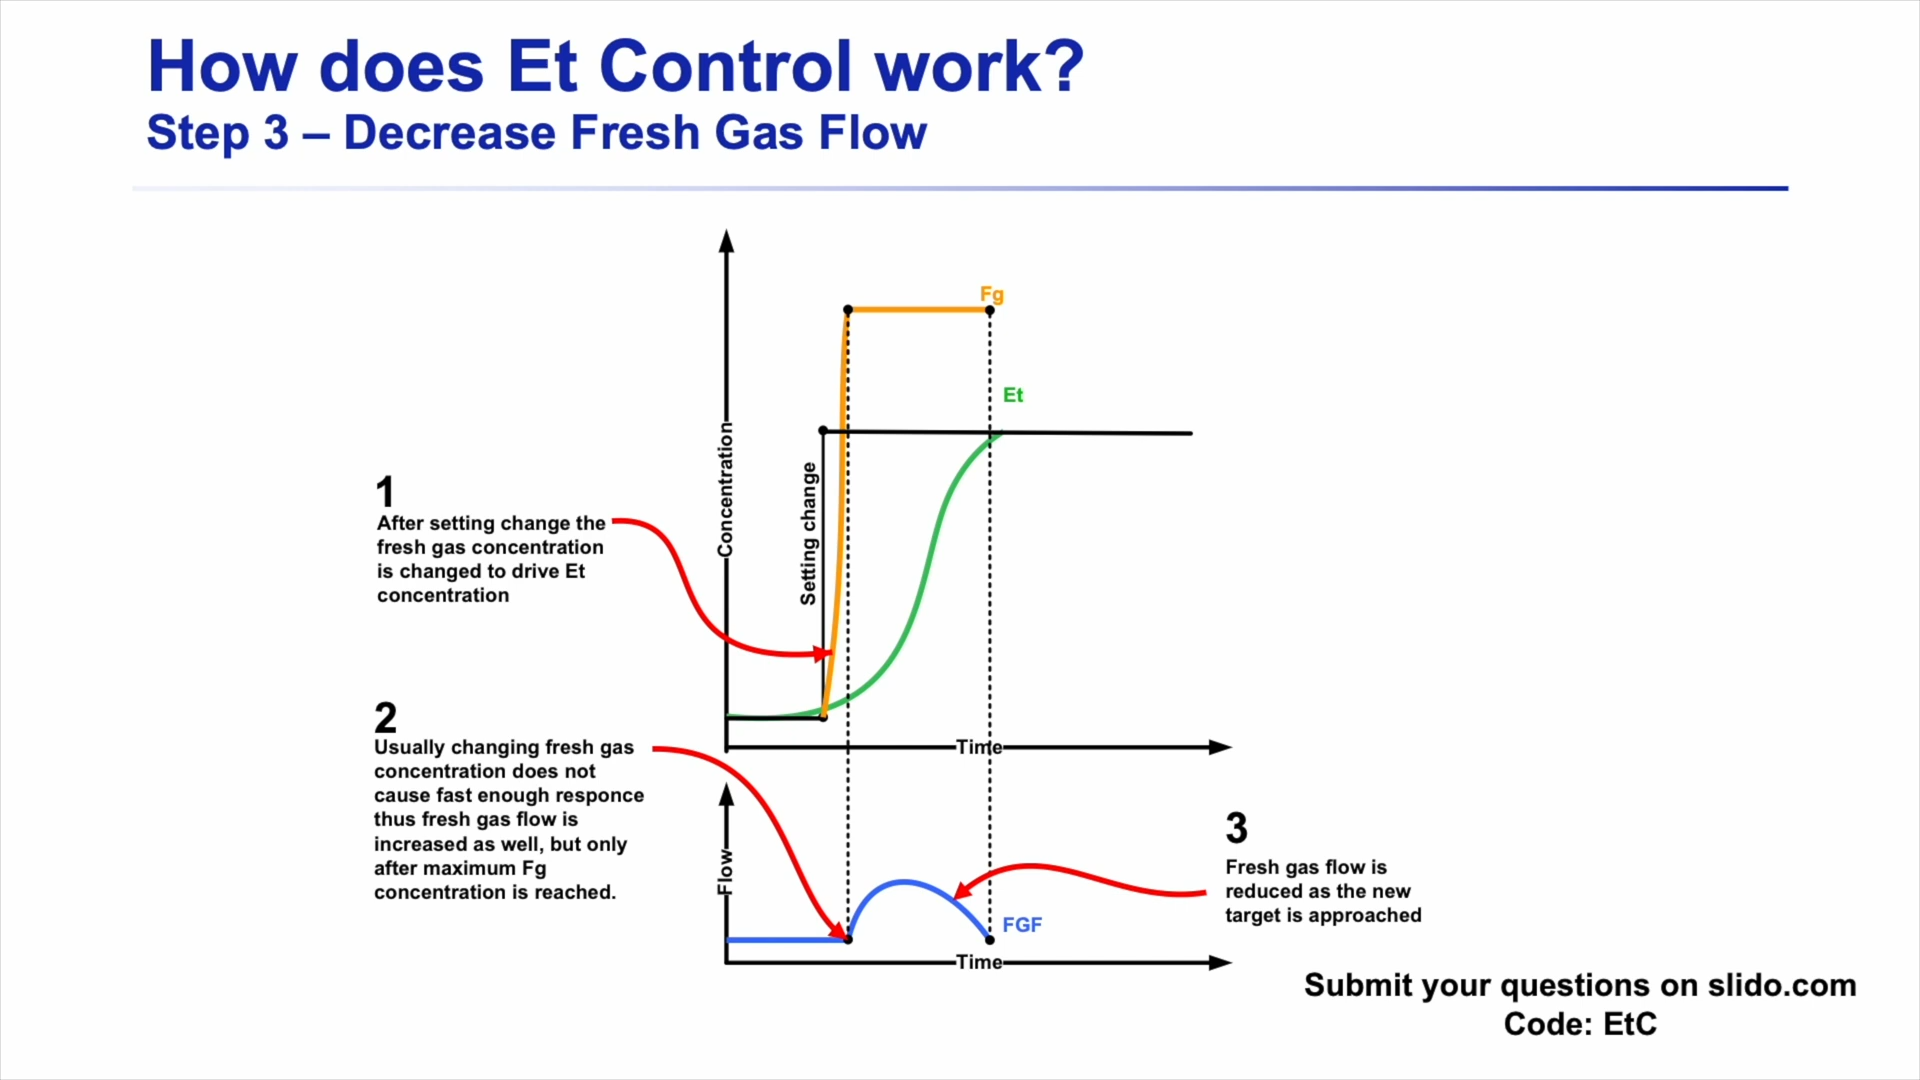 How does Et Control work?
Step 3 – Decrease Fresh Gas Flow
Fg
Et
Concentration
Setting change
1
After setting change the
fresh gas concentration
is changed to drive Et
concentration
Time
2
Usually changing fresh gas
concentration does not
cause fast enough responce
thus fresh gas flow is
increased as well, but only
after maximum Fg
concentration is reached.
Flow
FGF
Time
3
Fresh gas flow is
reduced as the new
target is approached
Submit your questions on slido.com
Code: EtC